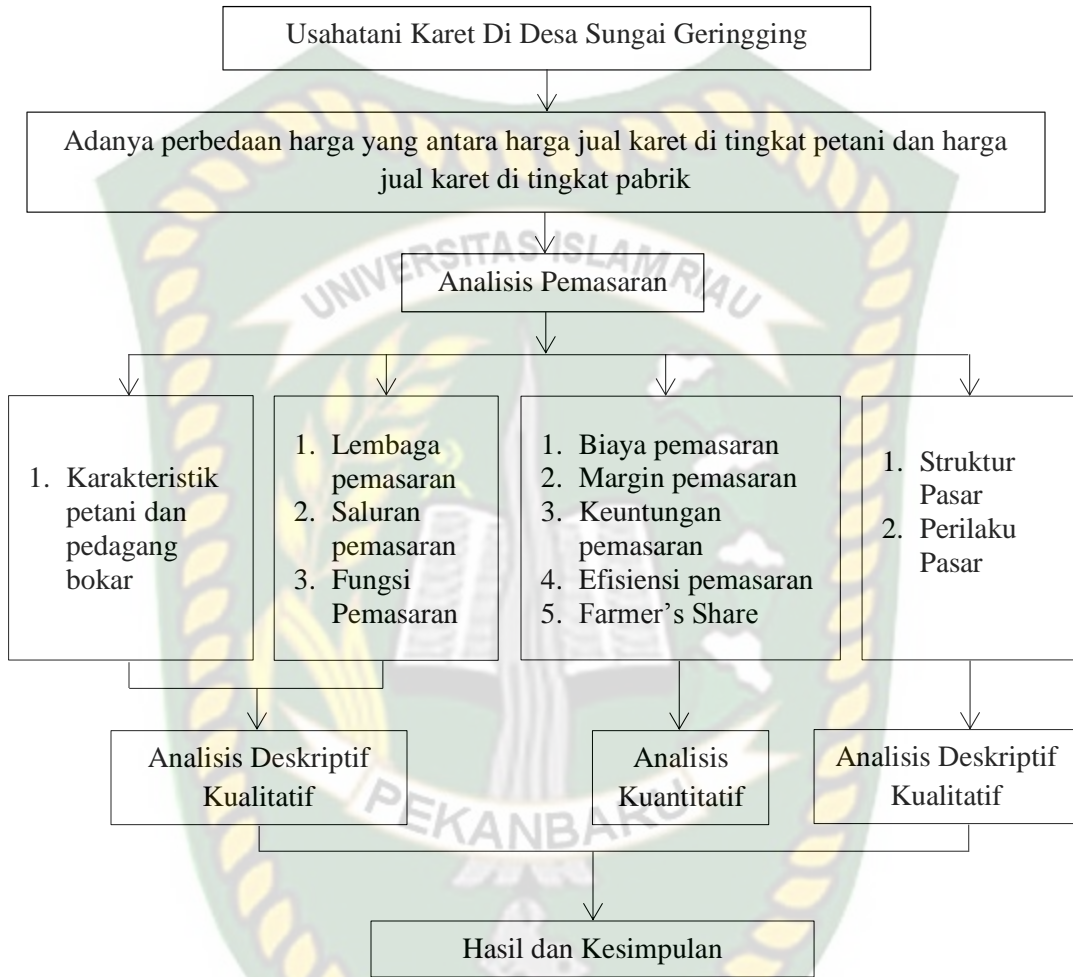 Usahatani Karet Di Desa Sungai Geringging
Adanya perbedaan harga yang antara harga jual karet di tingkat petani dan harga
jual karet di tingkat pabrik
UNIVERSITAS ISLAM RIAU
Analisis Pemasaran
1. Karakteristik
petani dan
pedagang
bokar
1. Lembaga
pemasaran
2. Saluran
pemasaran
3. Fungsi
Pemasaran
1. Biaya pemasaran
2. Margin pemasaran
3. Keuntungan
pemasaran
4. Efisiensi pemasaran
5. Farmer’s Share
1. Struktur
Pasar
2. Perilaku
Pasar
Analisis Deskriptif
Kualitatif
Analisis
Kuantitatif
Analisis Deskriptif
Kualitatif
PEKANBARU
Hasil dan Kesimpulan